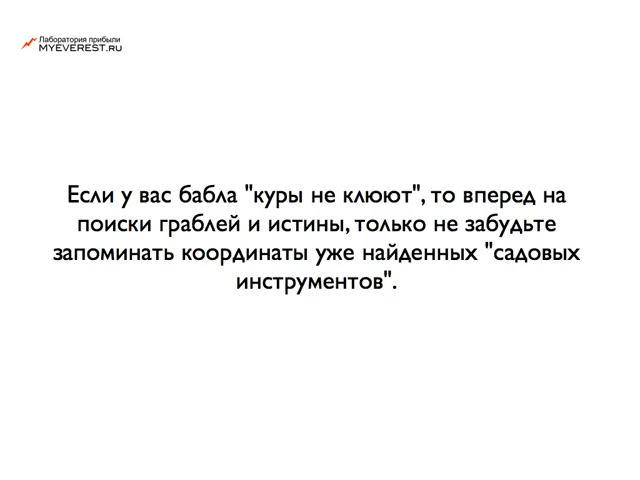 Лаборатория прибыли
MYEVEREST.RU
Если у вас бабла "куры не клюют", то вперед на
поиски граблей и истины, только не забудьте
запоминать координаты уже найденных "садовых
инструментов".